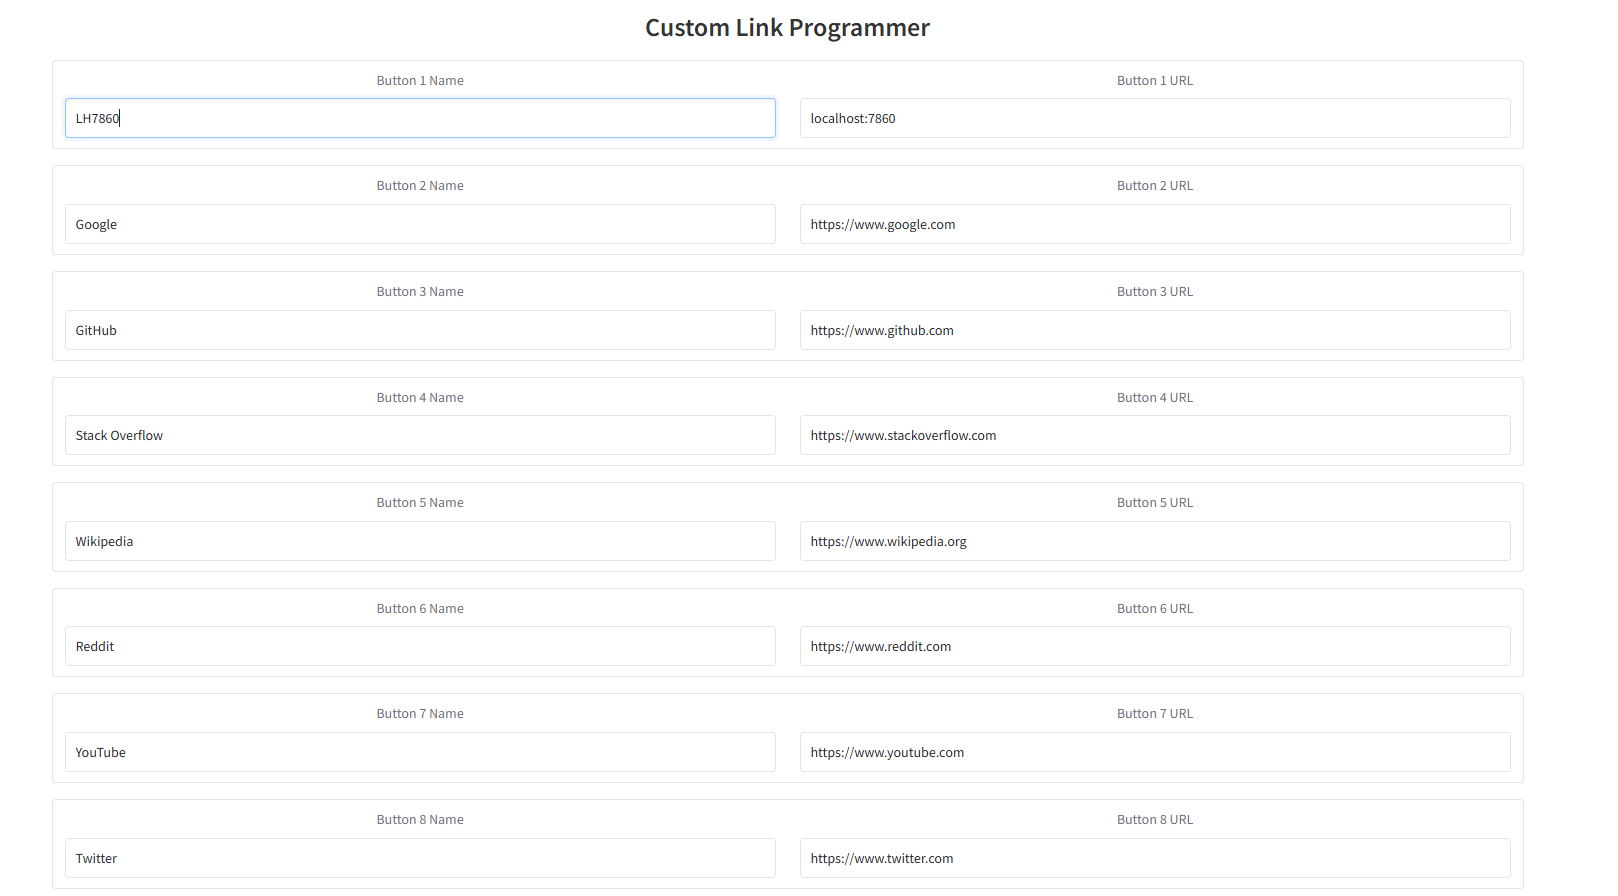 Custom Link Programmer
Button 1 Name
Button 1 URL
LH7860
localhost:7860
Button 2 Name
Button 2 URL
Google
https://www.google.com
Button 3 Name
Button 3 URL
GitHub
https://www.github.com
Button 4 Name
Button 4 URL
Stack Overflow
https://www.stackoverflow.com
Button 5 Name
Button 5 URL
Wikipedia
https://www.wikipedia.org
Button 6 Name
Button 6 URL
Reddit
https://www.reddit.com
Button 7 Name
Button 7 URL
YouTube
https://www.youtube.com
Button 8 Name
Button 8 URL
Twitter
https://www.twitter.com